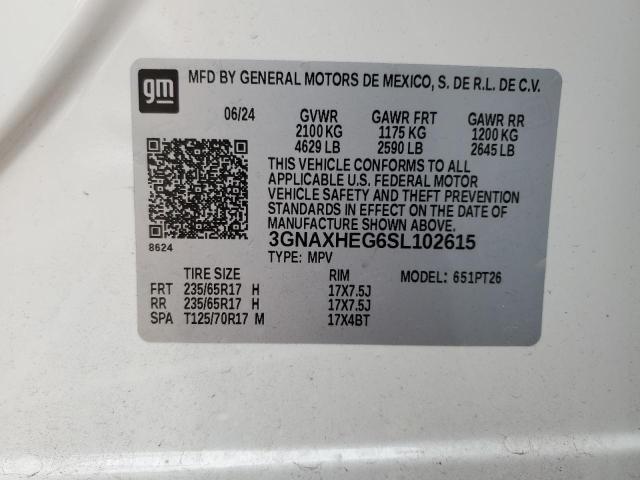 gm
MFD BY GENERAL MOTORS DE MEXICO, S. DE R.L. DE C.V.
06/24 GVWR GAWR FRT GAWR RR
2100 KG 1175 KG 1200 KG
4629 LB 2590 LB 2645 LB
THIS VEHICLE CONFORMS TO ALL
APPLICABLE U.S. FEDERAL MOTOR
VEHICLE SAFETY AND THEFT PREVENTION
STANDARDS IN EFFECT ON THE DATE OF
MANUFACTURE SHOWN ABOVE.
8624 3GNAXHEG6SL102615
TYPE: MPV
TIRE SIZE RIM MODEL: 651PT26
FRT 235/65R17 H 17X7.5J
RR 235/65R17 H 17X7.5J
SPA T125/70R17 M 17X4BT